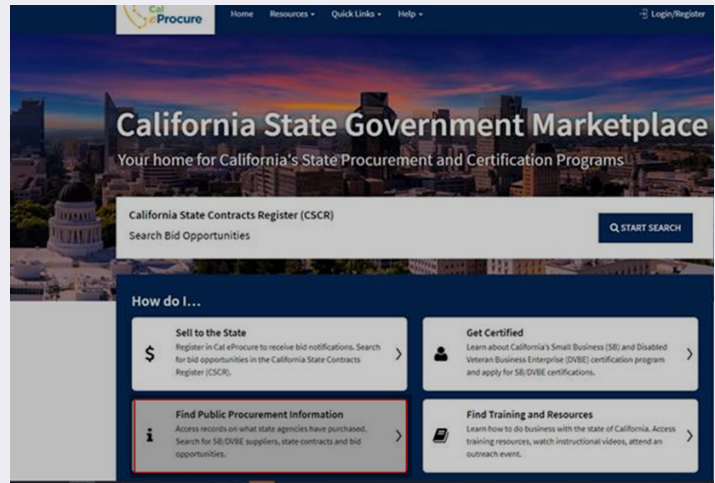 Cal
eProcure
Home Resources Quick Links Help Login/Register
California State Government Marketplace
Your home for California's State Procurement and Certification Programs
California State Contracts Register (CSCR)
Search Bid Opportunities
START SEARCH
How do I...
Sell to the State
Register in Cal eProcure to receive bid notifications. Search
for bid opportunities in the California State Contracts
Register (CSCR).
Get Certified
Learn about California's Small Business (SB) and Disabled
Veteran Business Enterprise (DVBE) certification program
and apply for SB/DVBE certifications.
Find Public Procurement Information
Access records on what state agencies have purchased.
Search for SB/DVBE suppliers, state contracts and bid
opportunities.
Find Training and Resources
Learn how to do business with the state of California. Access
training resources, watch instructional videos, attend an
outreach event.